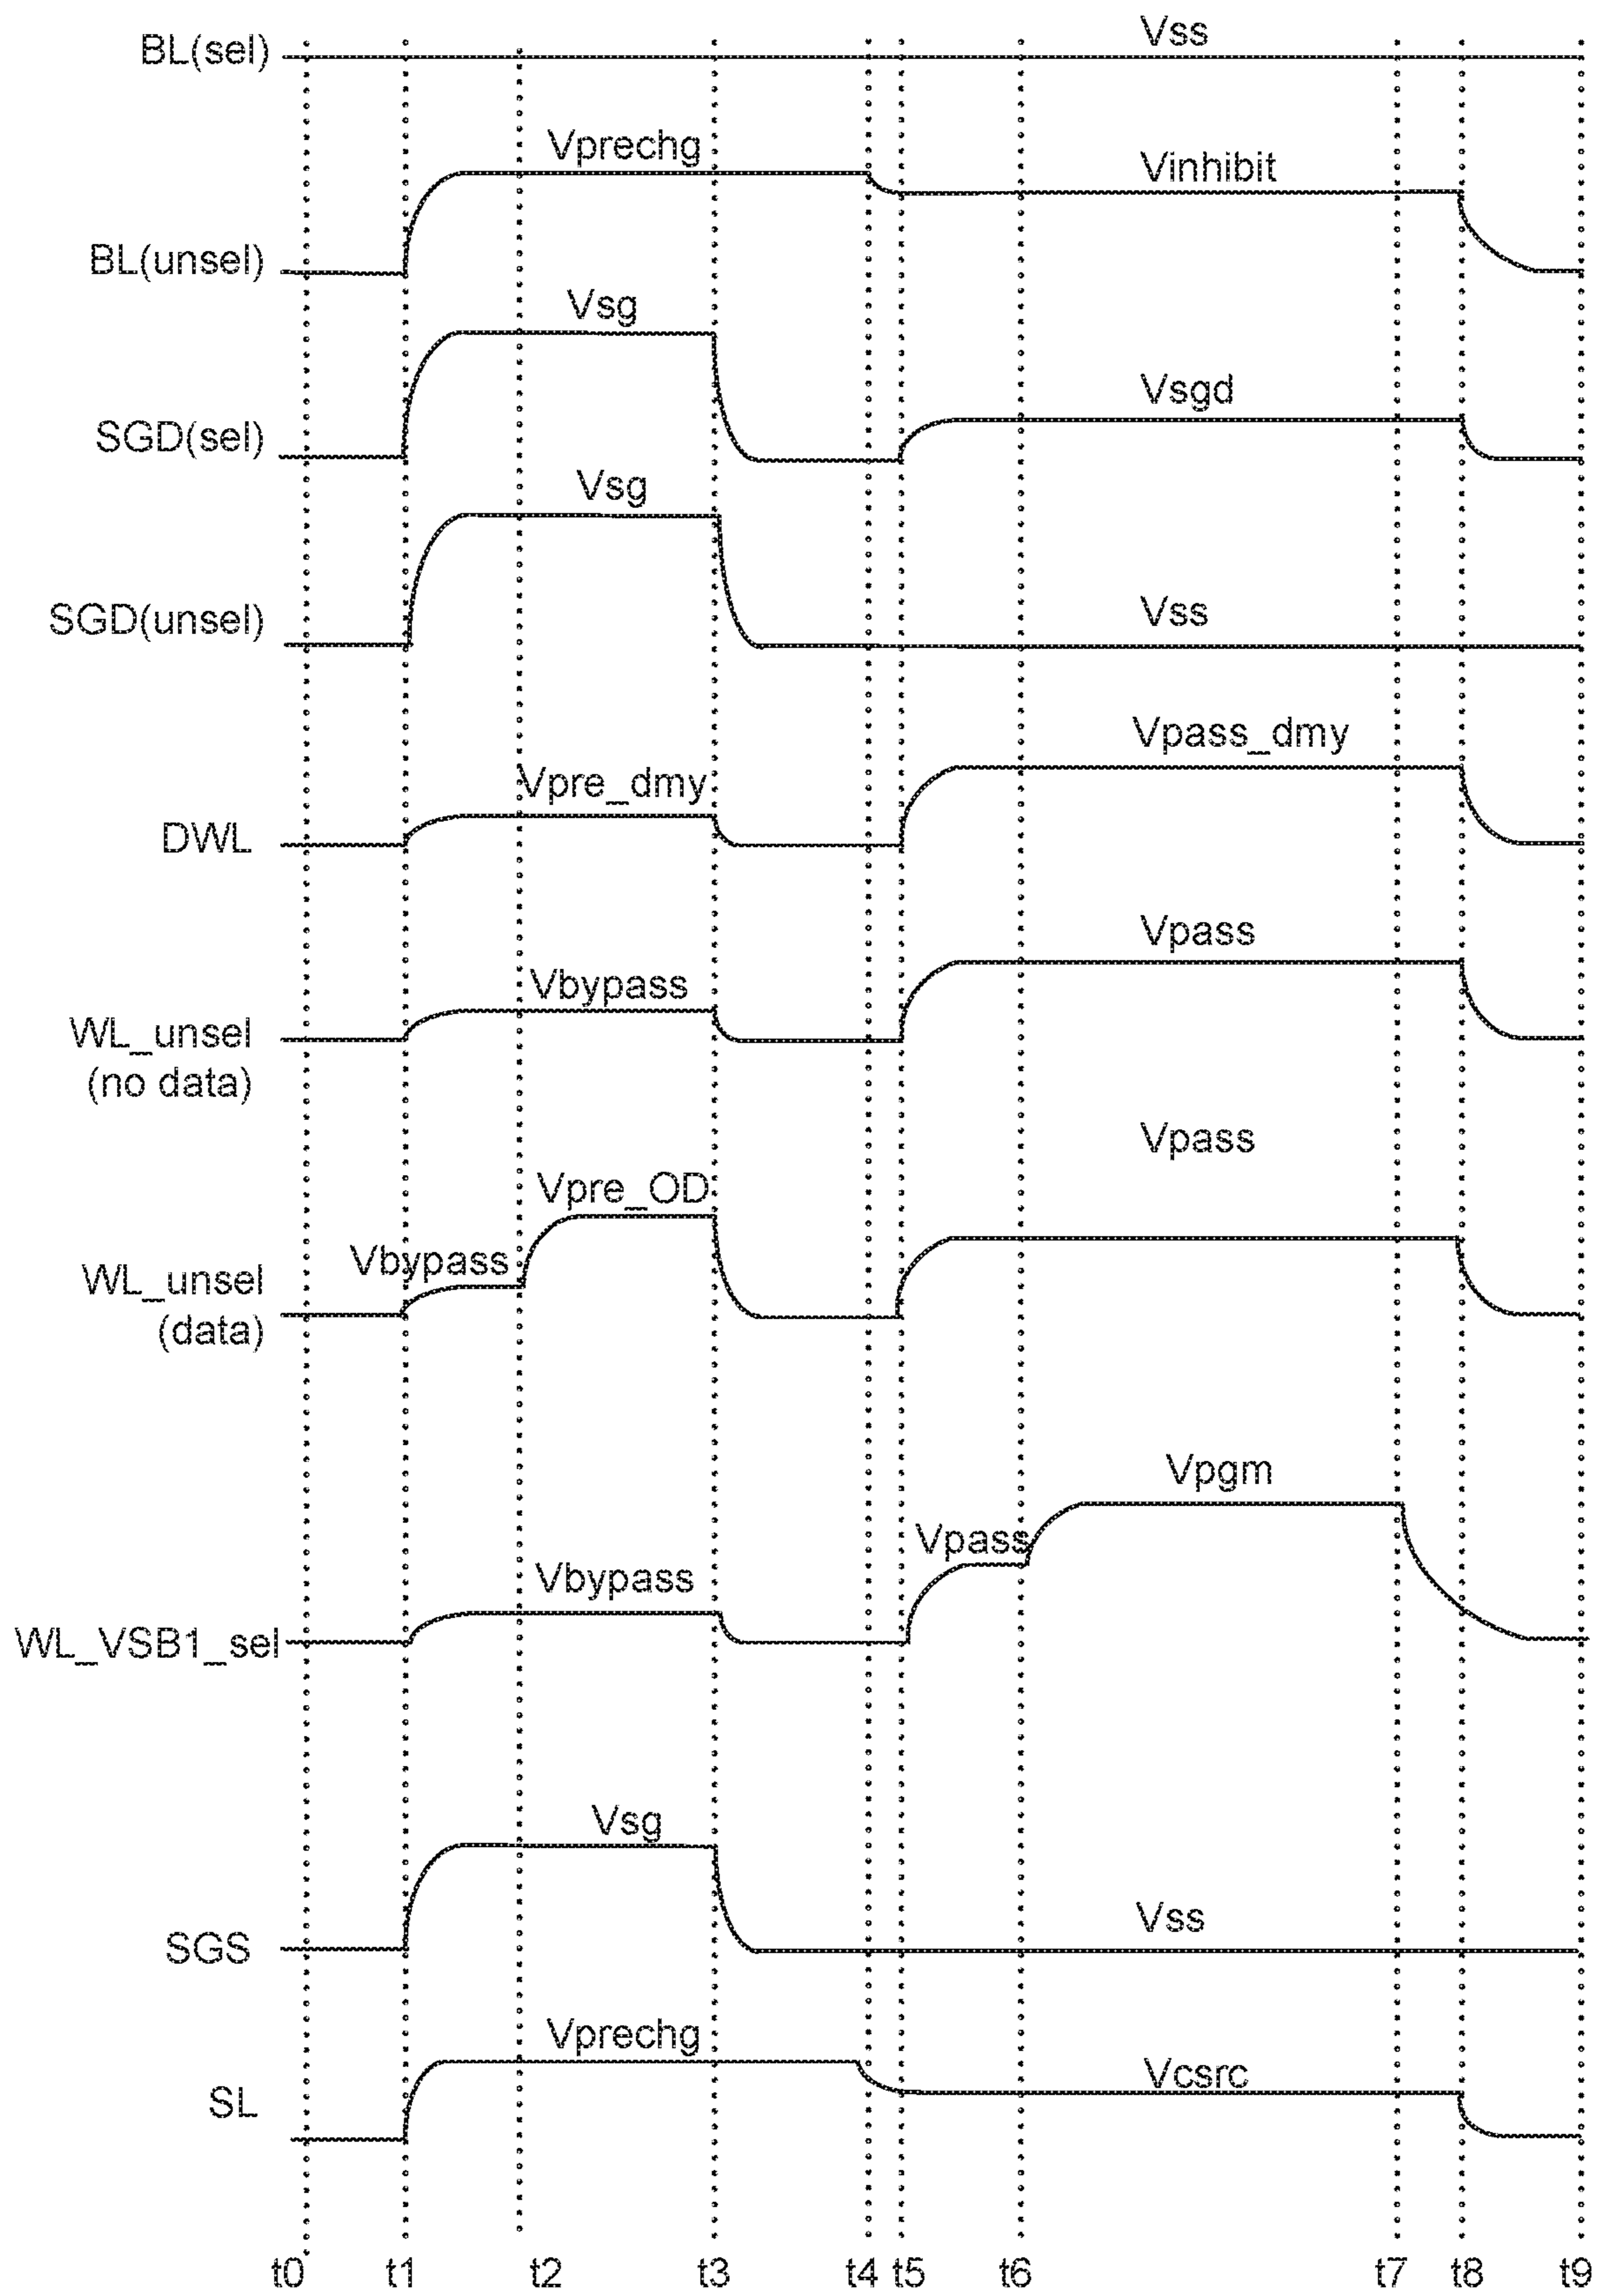 Vss
BL(sel)
Vprechg
Vinhibit
BL(unsel)
Vsg
Vsgd
SGD(sel)
Vsg
SGD(unsel)
Vss
Vpass_dmy
Vpre_dmy
DWL
Vpass
Vbypass
WL_unsel
(no data)
Vpass
Vpre_OD
Vbypass
WL_unsel
(data)
Vpgm
Vpass
Vbypass
WL_VSB1_sel
Vsg
Vss
SGS
Vprechg
Vcsrc
SL
t0 t1 t2 t3 t4 t5 t6 t7 t8 t9